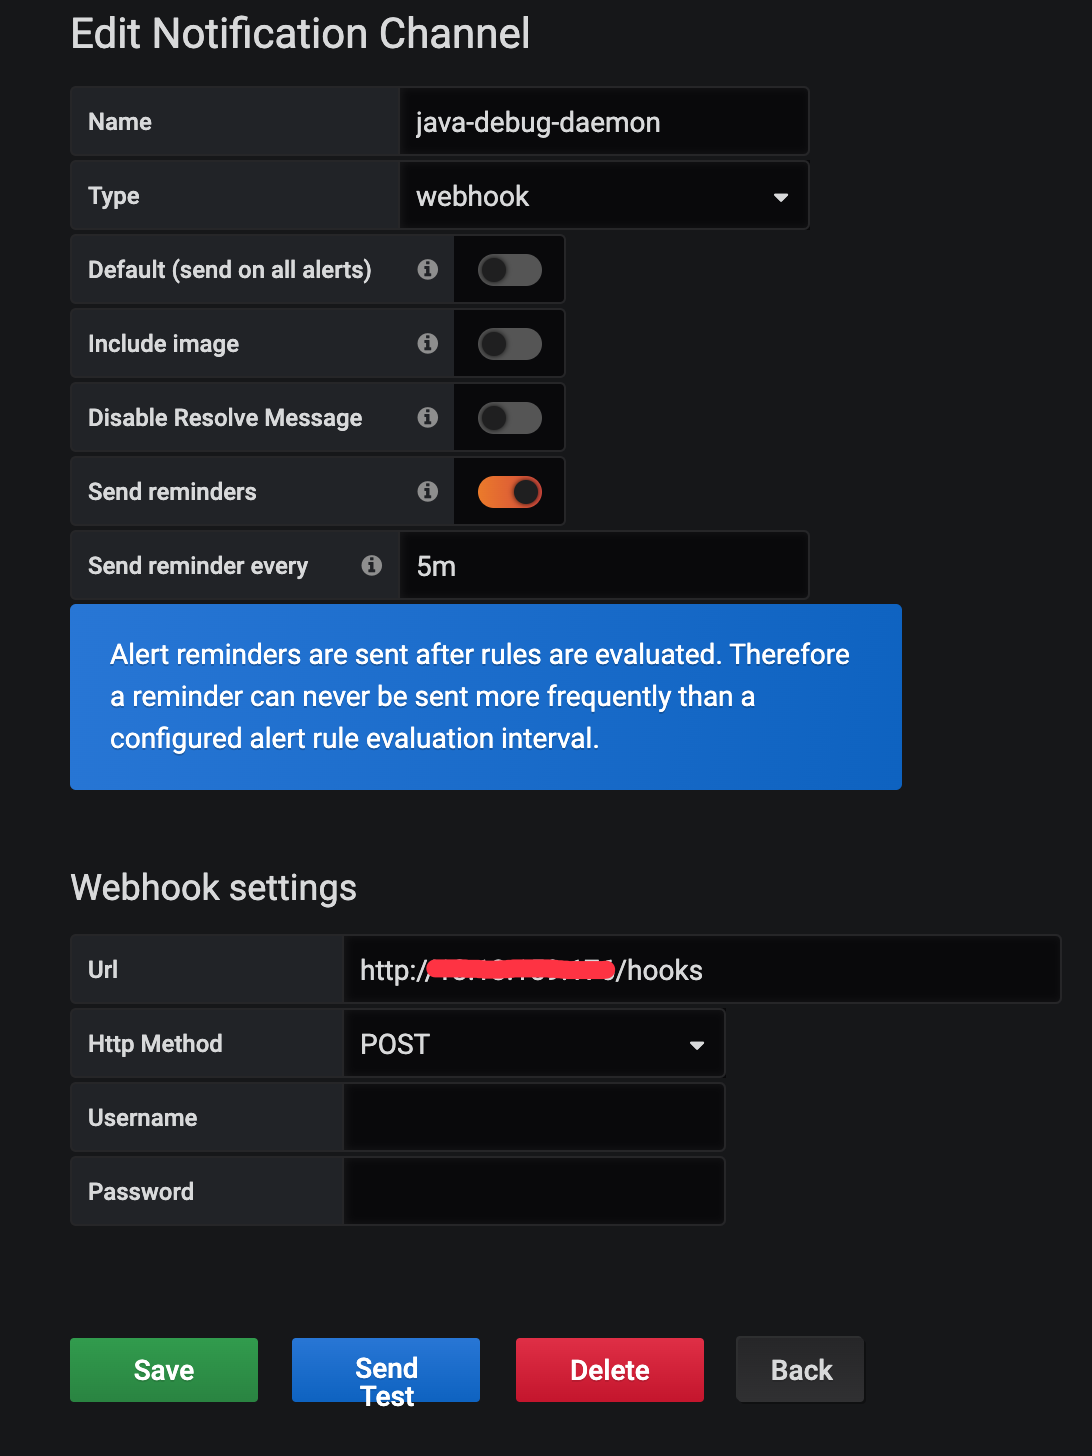 Edit Notification Channel
Name
java-debug-daemon
Type
webhook
Default (send on all alerts)
Include image
Disable Resolve Message
Send reminders
Send reminder every
5m
Alert reminders are sent after rules are evaluated. Therefore
a reminder can never be sent more frequently than a
configured alert rule evaluation interval.
Webhook settings
Url
http:// /hooks
Http Method
POST
Username
Password
Save
Send
Test
Delete
Back